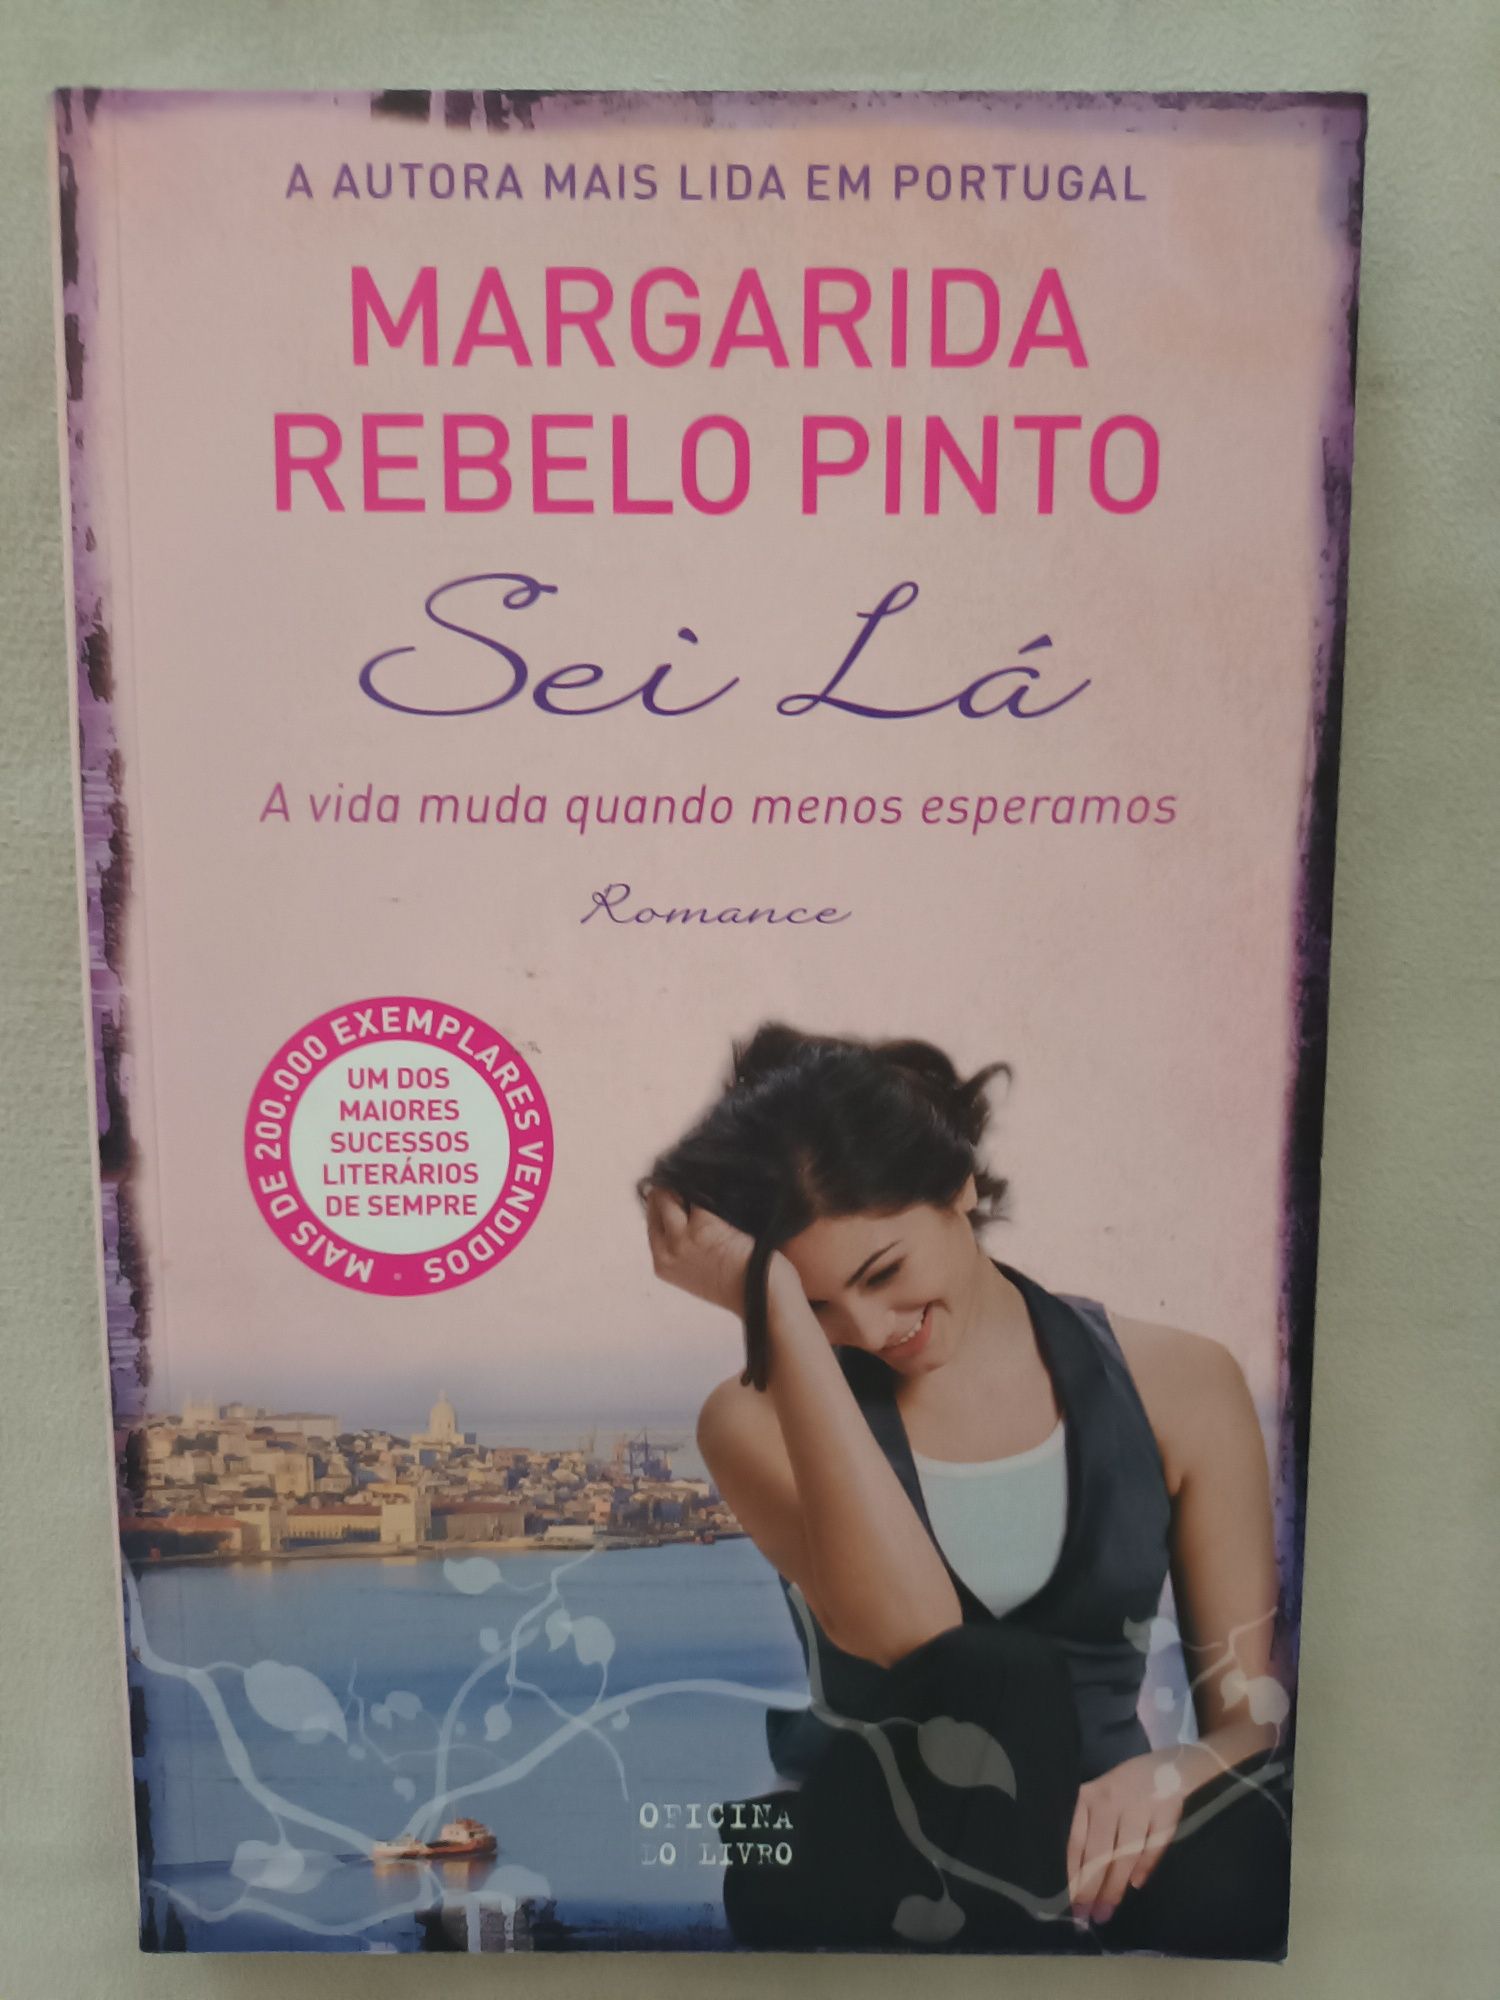 A AUTORA MAIS LIDA EM PORTUGAL
MARGARIDA
REBELO PINTO
Sei Lá
A vida muda quando menos esperamos
Romance
MAIS DE 200.000 EXEMPLARES VENDIDOS ·
UM DOS
MAIORES
SUCESSOS
LITERÁRIOS
DE SEMPRE
OFICINA
DO LIVRO